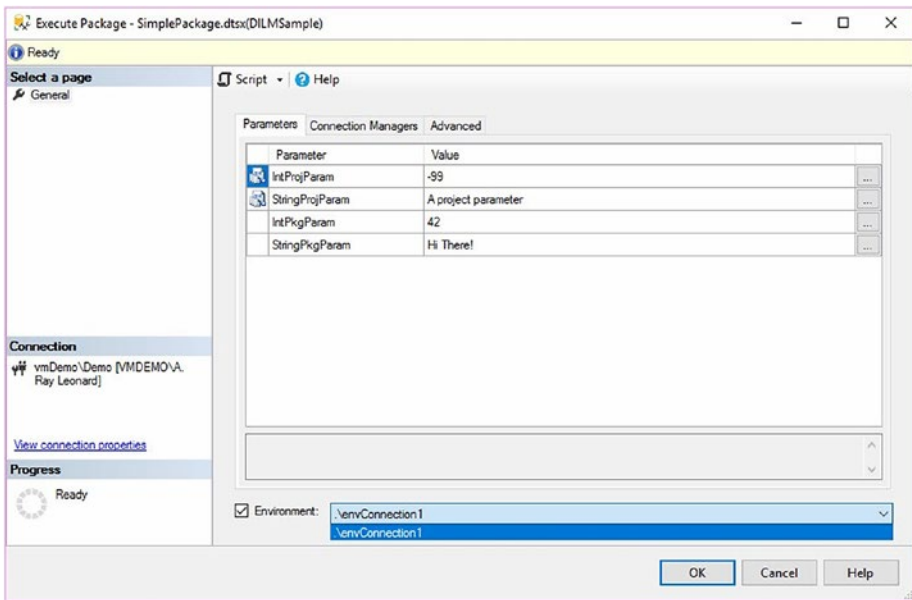 Execute Package - SimplePackage.dtsx(DILMSample)
Ready
Select a page
General
Script
Help
Parameters
Connection Managers
Advanced
Parameter
Value
IntProjParam
-99
...
StringProjParam
A project parameter
...
IntPkgParam
42
...
StringPkgParam
Hi There!
...
Connection
vmDemo\Demo [VMDEMO\A.
Ray Leonard]
View connection properties
Progress
Ready
Environment:
.\envConnection1
.\envConnection1
OK
Cancel
Help